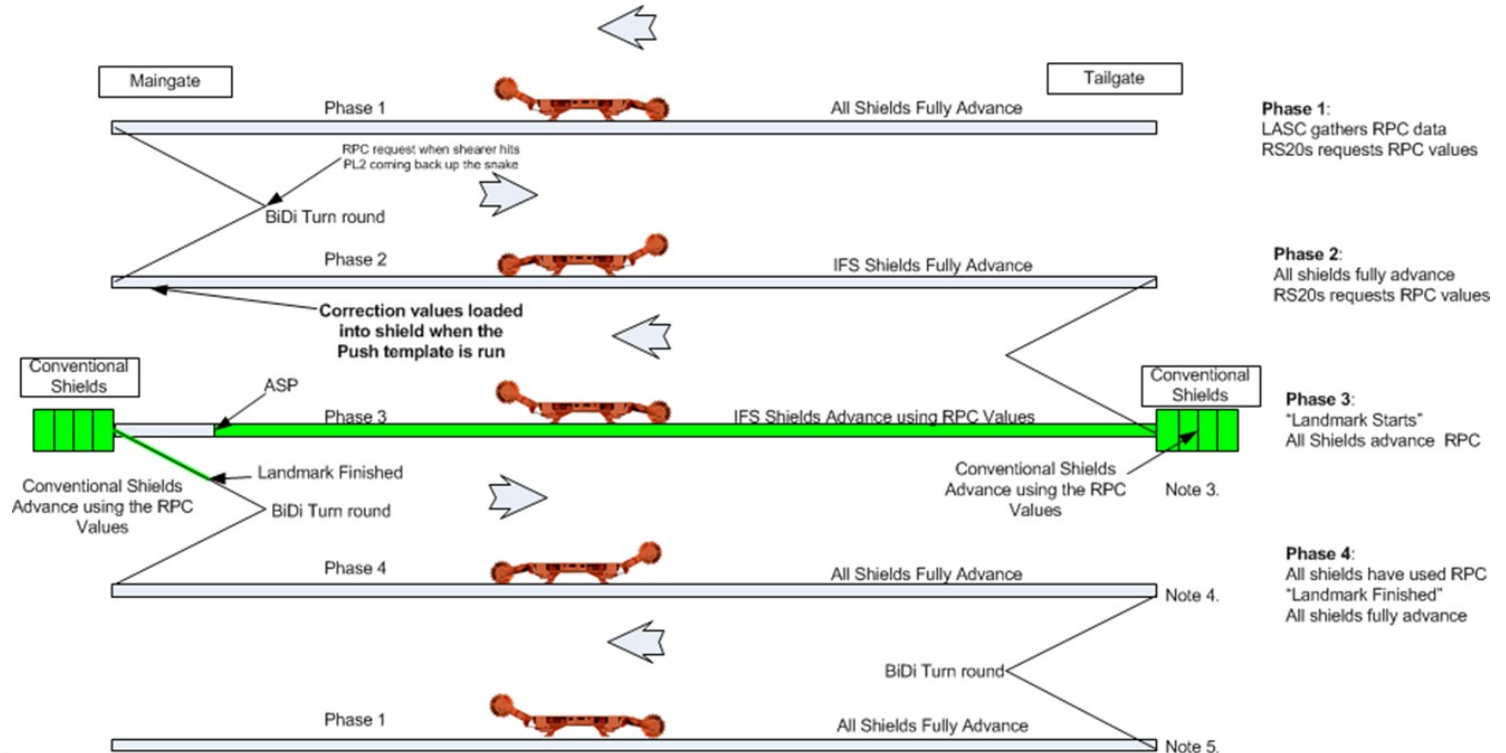 Maingate
Tailgate
Phase 1
All Shields Fully Advance
Phase 1:
LASC gathers RPC data
RS20s requests RPC values
RPC request when shearer hits
PL2 coming back up the snake
BiDi Turn round
Phase 2
IFS Shields Fully Advance
Phase 2:
All shields fully advance
RS20s requests RPC values
Correction values loaded
into shield when the
Push template is run
Conventional
Shields
ASP
Phase 3
IFS Shields Advance using RPC Values
Conventional
Shields
Phase 3:
"Landmark Starts"
All Shields advance RPC
Landmark Finished
Conventional Shields
Advance using the RPC
Values
BiDi Turn round
Conventional Shields
Advance using the RPC
Values
Note 3.
Phase 4
All Shields Fully Advance
Note 4.
Phase 4:
All shields have used RPC
"Landmark Finished"
All shields fully advance
BiDi Turn round
Phase 1
All Shields Fully Advance
Note 5.